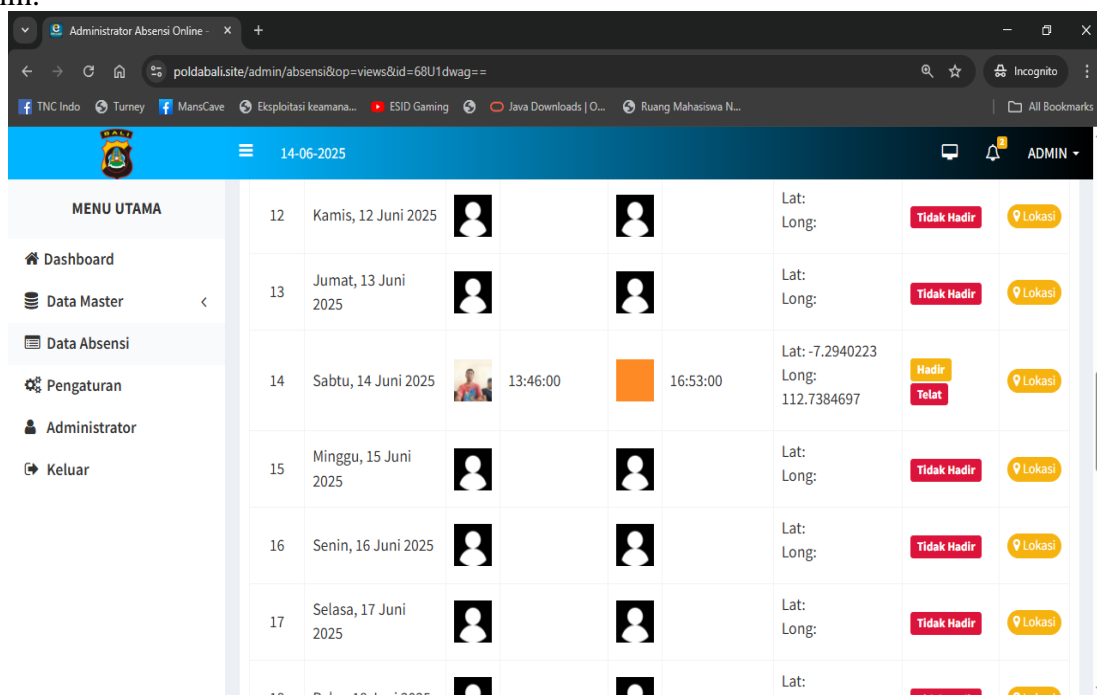 Administrator Absensi Online -
poldabali.site/admin/absensi&op=views&id=68U1dwag==
Incognito
TNC Indo Turney MansCave Eksploitasi keamana... ESID Gaming Java Downloads | O... Ruang Mahasiswa N... All Bookmarks
BALI
14-06-2025 2 ADMIN
MENU UTAMA
Dashboard
Data Master
Data Absensi
Pengaturan
Administrator
Keluar
12 Kamis, 12 Juni 2025 Lat:
Long: Tidak Hadir Lokasi
13 Jumat, 13 Juni
2025 Lat:
Long: Tidak Hadir Lokasi
14 Sabtu, 14 Juni 2025 13:46:00 16:53:00 Lat: -7.2940223
Long:
112.7384697 Hadir
Telat Lokasi
15 Minggu, 15 Juni
2025 Lat:
Long: Tidak Hadir Lokasi
16 Senin, 16 Juni 2025 Lat:
Long: Tidak Hadir Lokasi
17 Selasa, 17 Juni
2025 Lat:
Long: Tidak Hadir Lokasi
Lat: